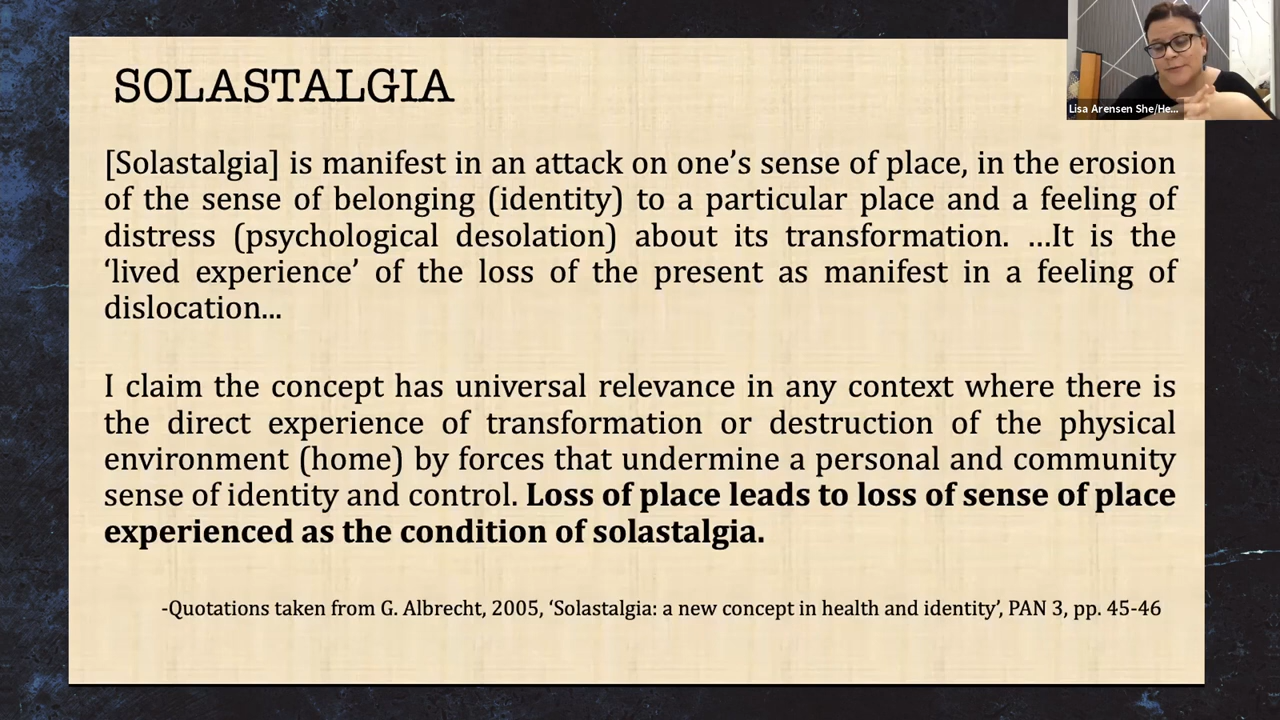 Lisa Arensen She/He...
SOLASTALGIA
[Solastalgia] is manifest in an attack on one’s sense of place, in the erosion
of the sense of belonging (identity) to a particular place and a feeling of
distress (psychological desolation) about its transformation. ...It is the
‘lived experience’ of the loss of the present as manifest in a feeling of
dislocation...
I claim the concept has universal relevance in any context where there is
the direct experience of transformation or destruction of the physical
environment (home) by forces that undermine a personal and community
sense of identity and control. Loss of place leads to loss of sense of place
experienced as the condition of solastalgia.
-Quotations taken from G. Albrecht, 2005, ‘Solastalgia: a new concept in health and identity’, PAN 3, pp. 45-46